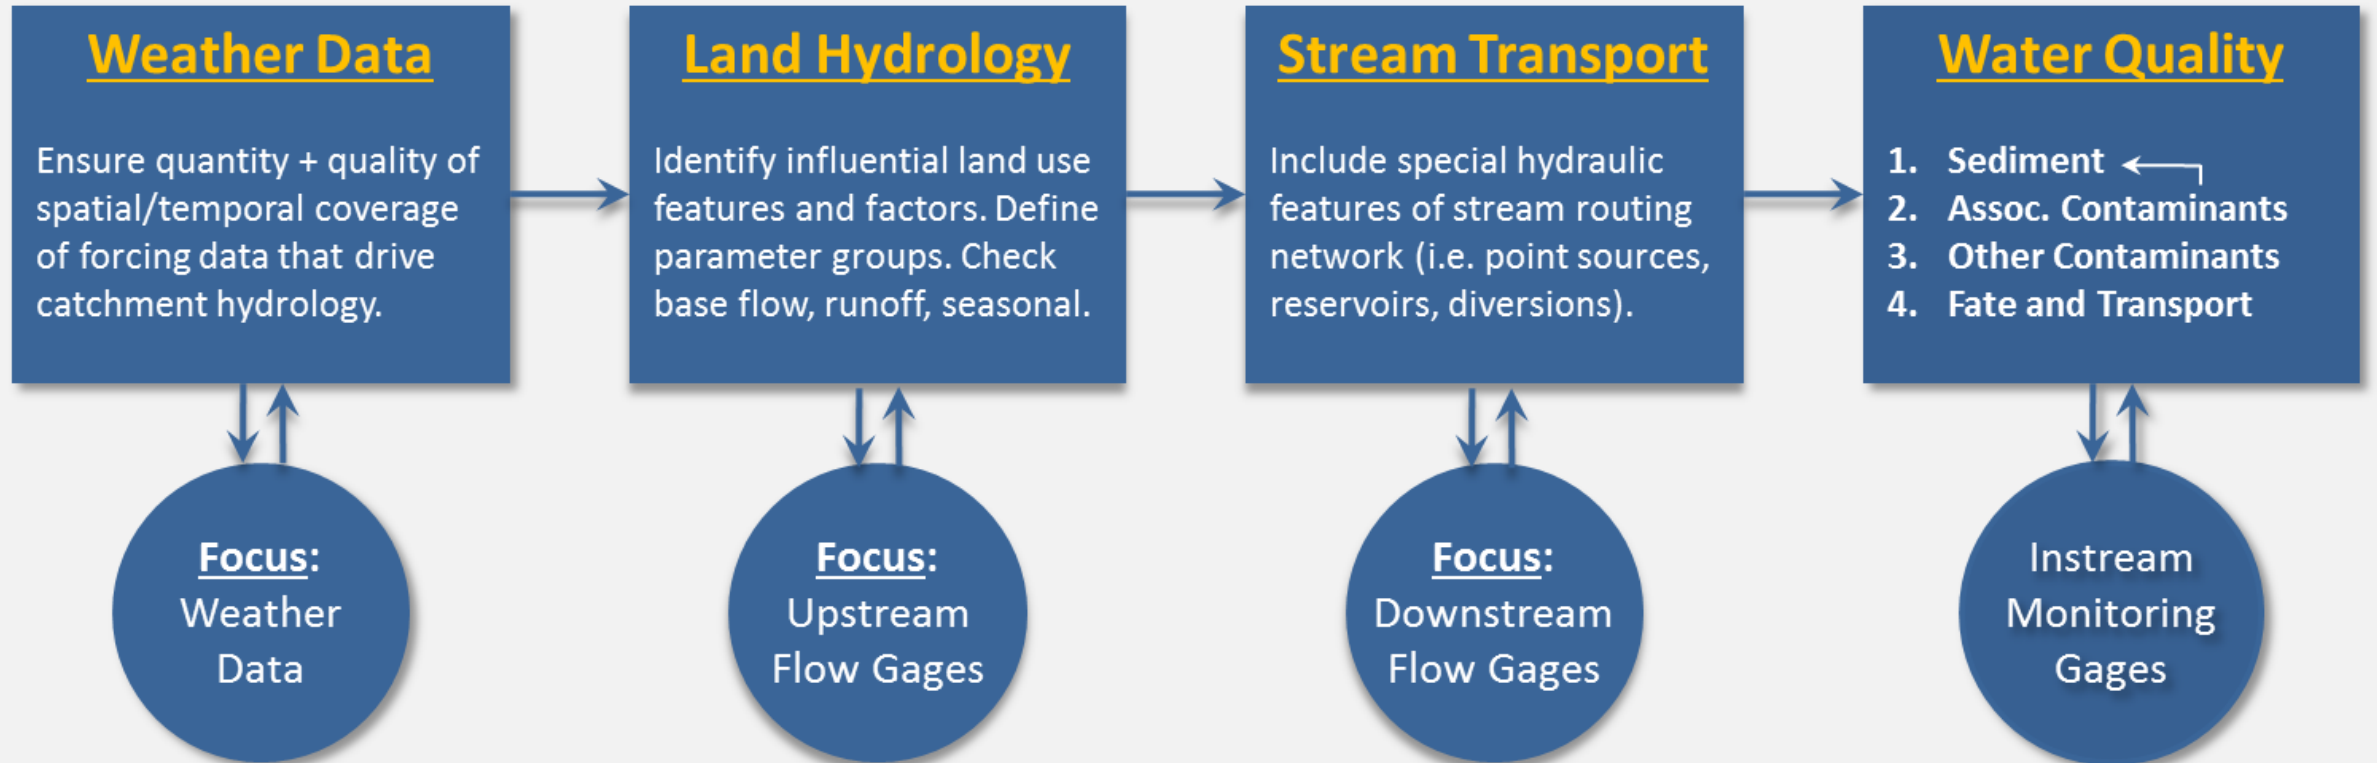 Weather Data
Ensure quantity + quality of
spatial/temporal coverage
of forcing data that drive
catchment hydrology.
Land Hydrology
Identify influential land use
features and factors. Define
parameter groups. Check
base flow, runoff, seasonal.
Stream Transport
Include special hydraulic
features of stream routing
network (i.e. point sources,
reservoirs, diversions).
Water Quality
1. Sediment
2. Assoc. Contaminants
3. Other Contaminants
4. Fate and Transport
Focus:
Weather
Data
Focus:
Upstream
Flow Gages
Focus:
Downstream
Flow Gages
Instream
Monitoring
Gages